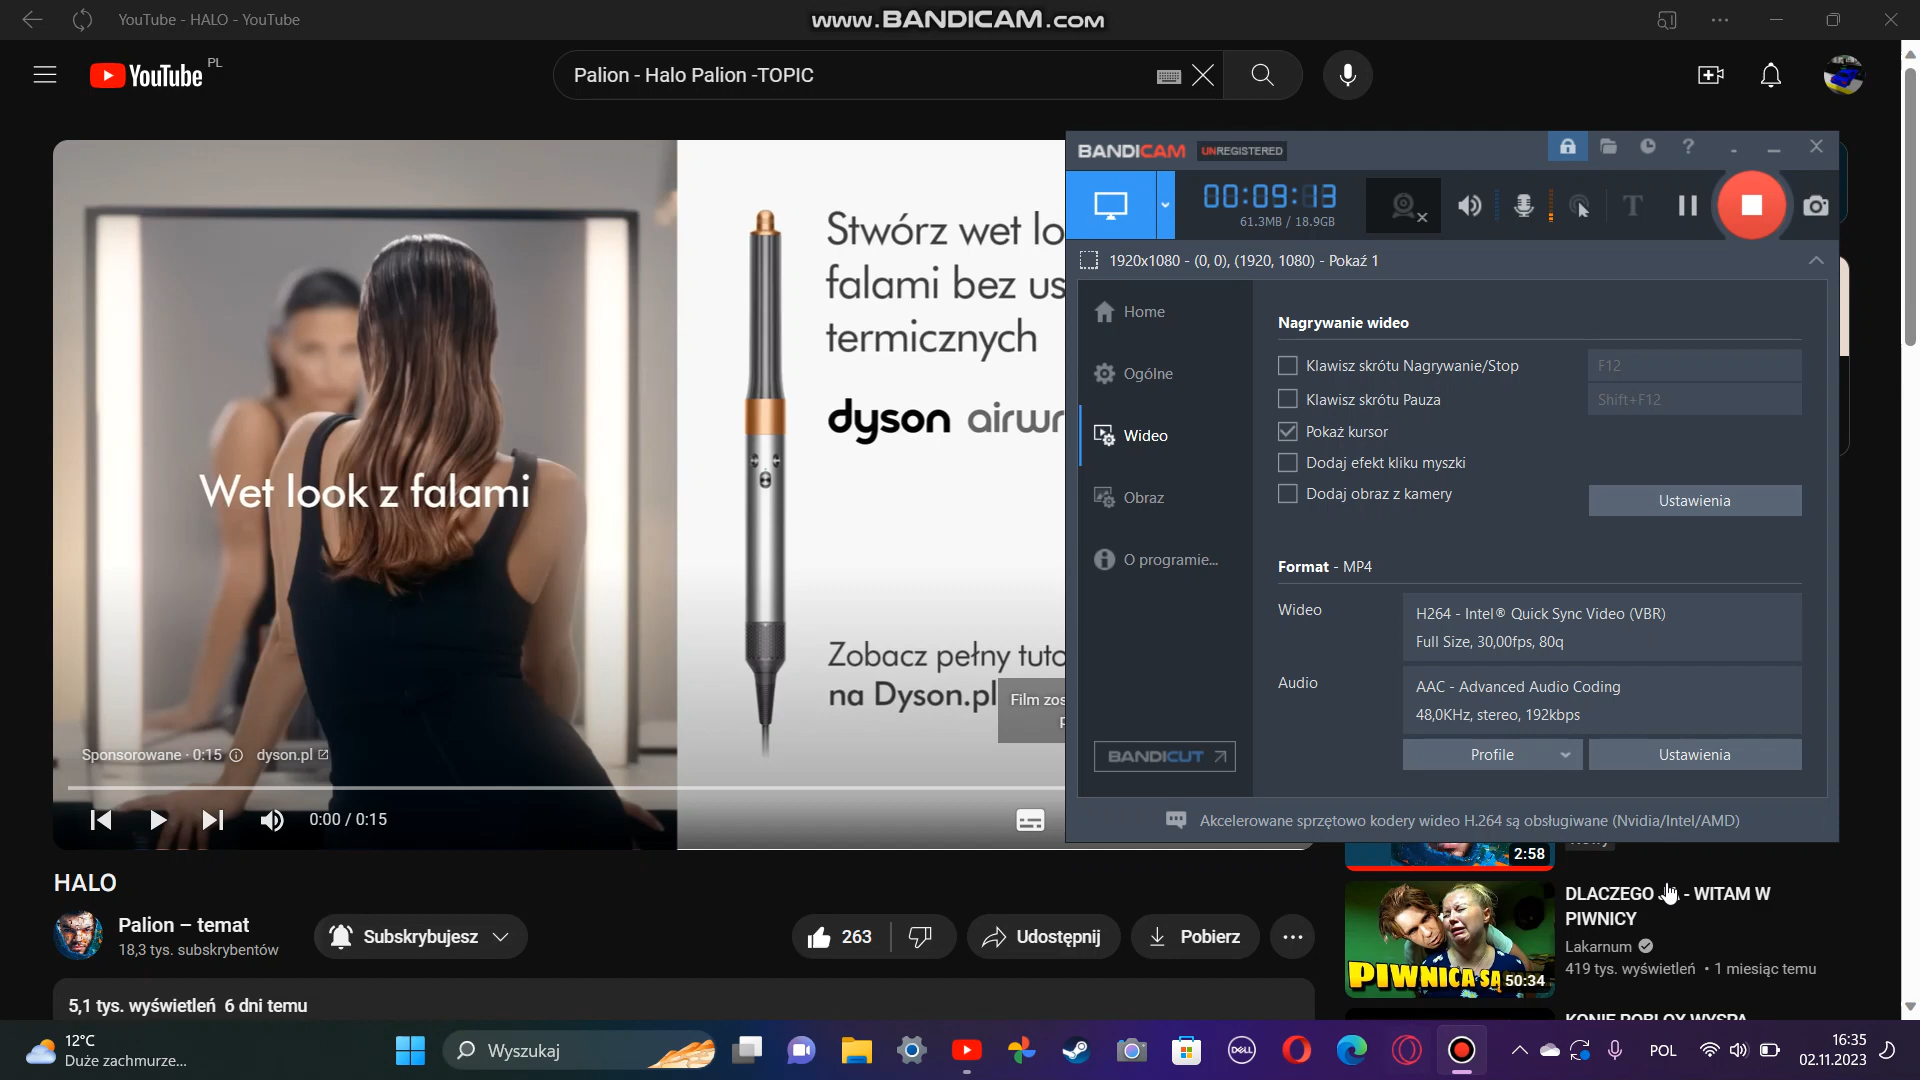 YouTube - HALO - YouTube
www.BANDICAM.com
YouTube PL
Palion - Halo Palion -TOPIC
Stwórz wet lo
falami bez us
termicznych
dyson airwr
Wet look z falami
Zobacz pełny tuto
na Dyson.pl
Film zos
Sponsorowane · 0:15
dyson.pl
0:00 / 0:15
BANDICAM UNREGISTERED
00:09:13
61.3MB / 18.9GB
1920x1080 - (0, 0), (1920, 1080) - Pokaź 1
Home
Ogólne
Wideo
Obraz
O programie...
BANDICUT
Nagrywanie wideo
Klawisz skrótu Nagrywanie/Stop
F12
Klawisz skrótu Pauza
Shift+F12
Pokaż kursor
Dodaj efekt kliku myszki
Dodaj obraz z kamery
Ustawienia
Format - MP4
Wideo
H264 - Intel® Quick Sync Video (VBR)
Full Size, 30,00fps, 80q
Audio
AAC - Advanced Audio Coding
48,0KHz, stereo, 192kbps
Profile
Ustawienia
Akcelerowane sprzętowo kodery wideo H.264 są obsługiwane (Nvidia/Intel/AMD)
HALO
Palion – temat
18,3 tys. subskrybentów
Subskrybujesz
263
Udostępnij
Pobierz
5,1 tys. wyświetleń 6 dni temu
2:58
PIWNICA SĄ
50:34
DLACZEGO - WITAM W
PIWNICY
Lakarnum
419 tys. wyświetleń • 1 miesiąc temu
KONIE ROBLOX WYSPA
12°C
Duże zachmurze...
Wyszukaj
DELL
POL
16:35
02.11.2023